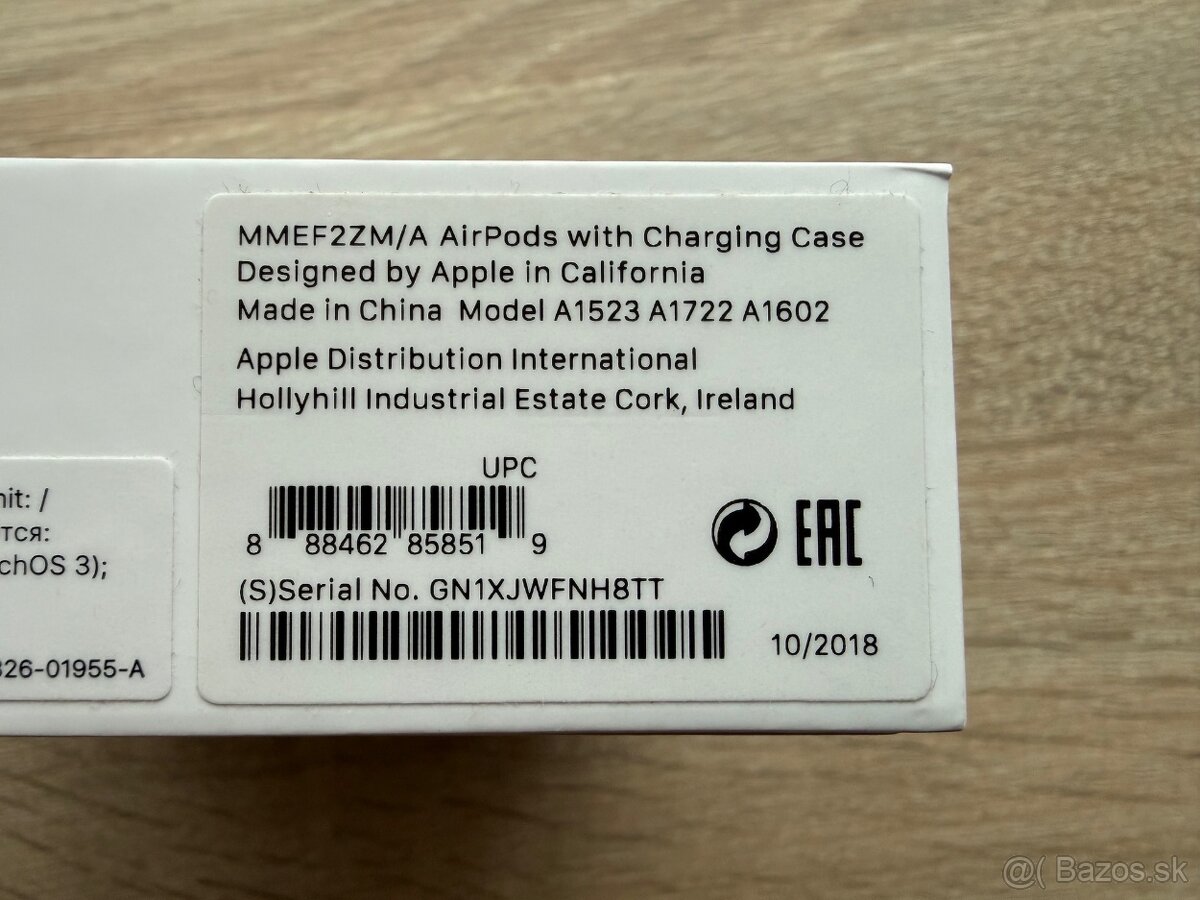 MMEF2ZM/A AirPods with Charging Case
Designed by Apple in California
Made in China Model A1523 A1722 A1602
Apple Distribution International
Hollyhill Industrial Estate Cork, Ireland
UPC
8 88462 85851 9
EAC
(S)Serial No. GN1XJWFNH8TT
10/2018
nit: /
тся:
chOS 3);
326-01955-A
@( Bazos.sk